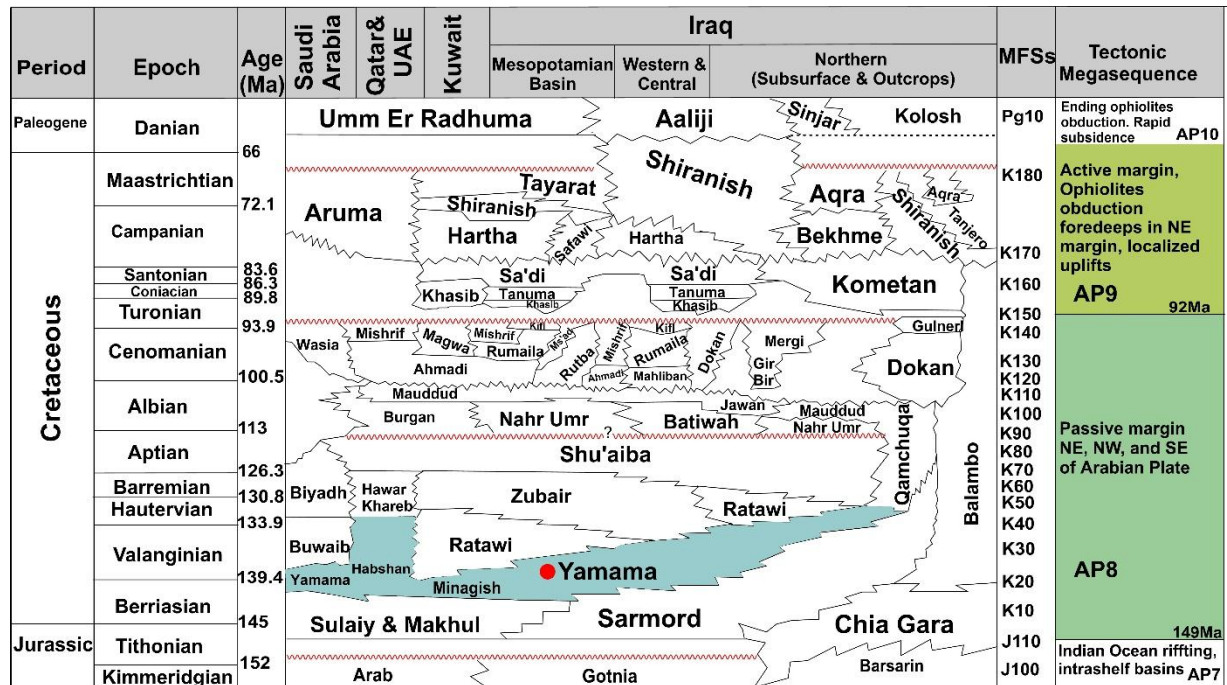 Period
Epoch
Age
(Ma)
Saudi
Arabia
Qatar&
UAE
Kuwait
Iraq
Mesopotamian
Basin
Western &
Central
Northern
(Subsurface & Outcrops)
MFSs
Tectonic
Megasequence
Paleogene
Cretaceous
Jurassic
Danian
Maastrichtian
Campanian
Santonian
Coniacian
Turonian
Cenomanian
Albian
Aptian
Barremian
Hautervian
Valanginian
Berriasian
Tithonian
Kimmeridgian
66
72.1
83.6
86.3
89.8
93.9
100.5
113
126.3
130.8
133.9
139.4
145
152
Umm Er Radhuma
Aaliji
Sinjar
Kolosh
Aruma
Tayarat
Shiranish
Hartha
Safawi
Shiranish
Hartha
Aqra
Bekhme
Shiranish
Aqra
Tanjero
Khasib
Sa'di
Tanuma
Khasib
Sa'di
Tanuma
Khasib
Kometan
Wasia
Mishrif
Magwa
Mishrif
Kifl
Rumaila
Ms'ad
Rutba
Mishrif
Ahmadi
Kifl
Rumaila
Mahliban
Dokan
Mergi
Gir
Bir
Gulneri
Dokan
Ahmadi
Mauddud
Burgan
Nahr Umr
?
Batiwah
Jawan
Mauddud
Nahr Umr
Qamchuqa
Balambo
Shu'aiba
Biyadh
Hawar
Khareb
Zubair
Ratawi
Buwaib
Habshan
Ratawi
Yamama
Minagish
Yamama
Sulaiy & Makhul
Sarmord
Chia Gara
Arab
Gotnia
Barsarin
Pg10
K180
K170
K160
K150
K140
K130
K120
K110
K100
K90
K80
K70
K60
K50
K40
K30
K20
K10
J110
J100
Ending ophiolites
obduction. Rapid
subsidence AP10
Active margin,
Ophiolites
obduction
foredeeps in NE
margin, localized
uplifts
AP9
92Ma
Passive margin
NE, NW, and SE
of Arabian Plate
AP8
149Ma
Indian Ocean riffting,
intrashelf basins AP7